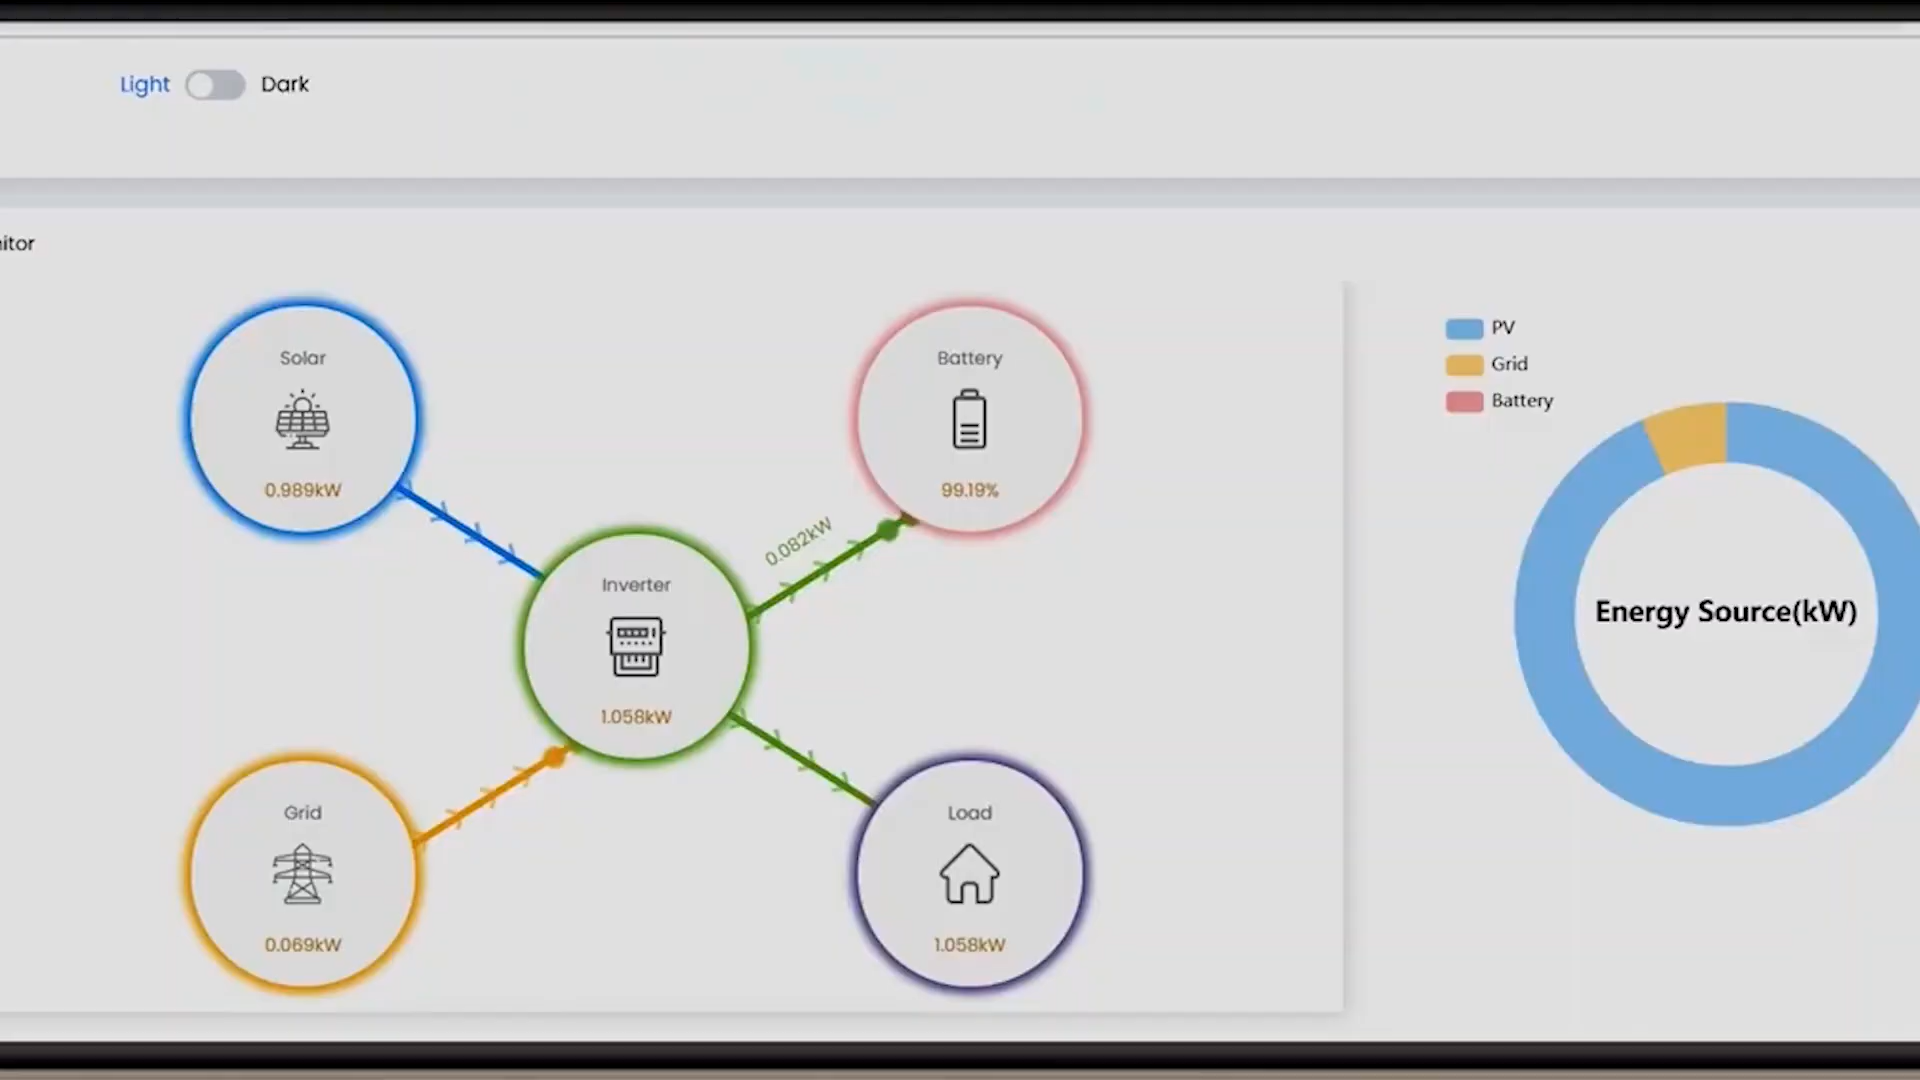 Light Dark
itor
Solar
0.989kW
Battery
99.19%
0.082kW
Inverter
1.058kW
Grid
0.069kW
Load
1.058kW
PV
Grid
Battery
Energy Source(kW)